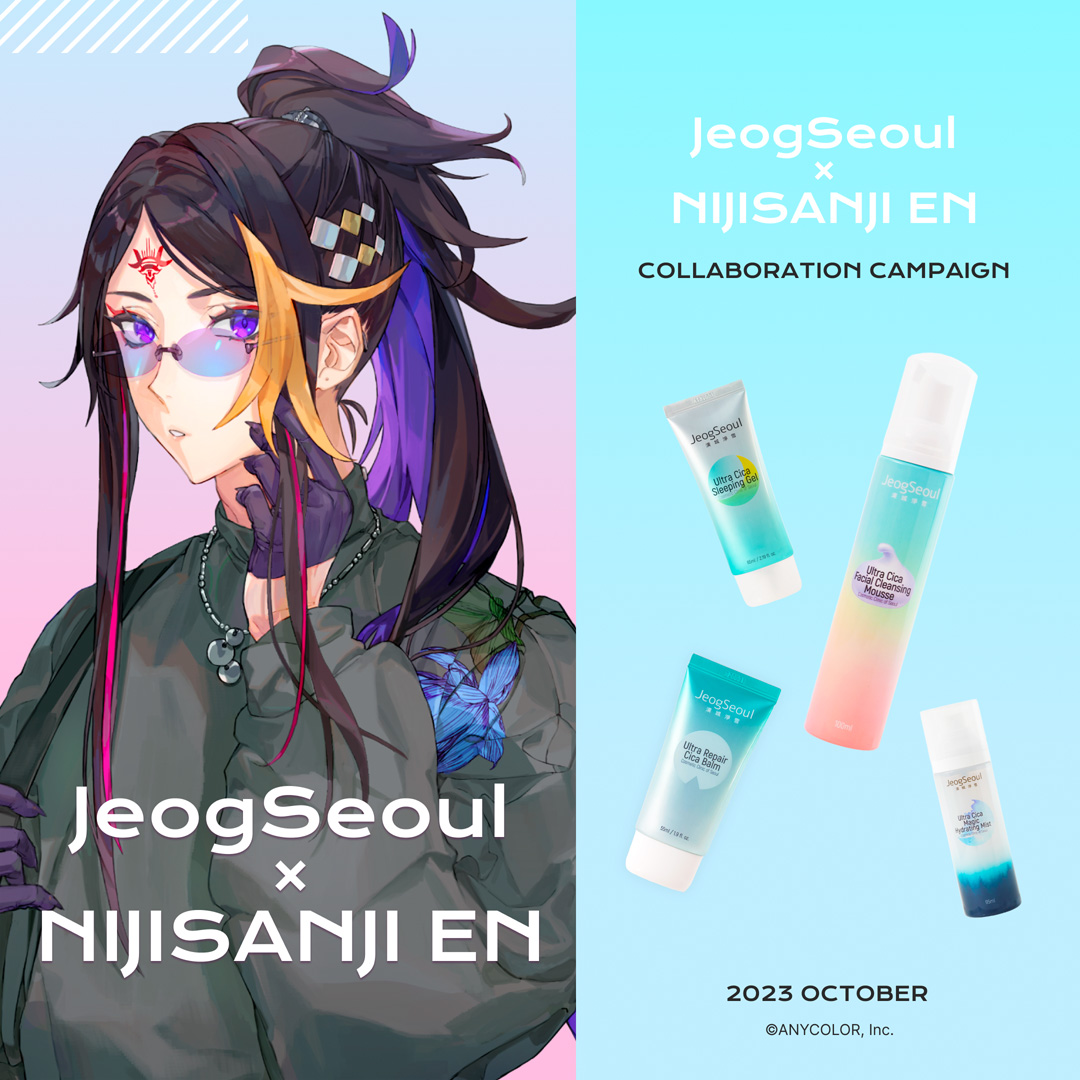 JeogSeoul
×
NIJISANJI EN
JeogSeoul
×
NIJISANJI EN
COLLABORATION CAMPAIGN
JeogSeoul
Ultra Cica
Sleeping Gel
JeogSeoul
Ultra Cica
Facial Cleansing
Mousse
100ml
JeogSeoul
Ultra Repair
Cica Balm
JeogSeoul
Ultra Cica
Magic
Hydrating Mist
2023 OCTOBER
©ANYCOLOR, Inc.